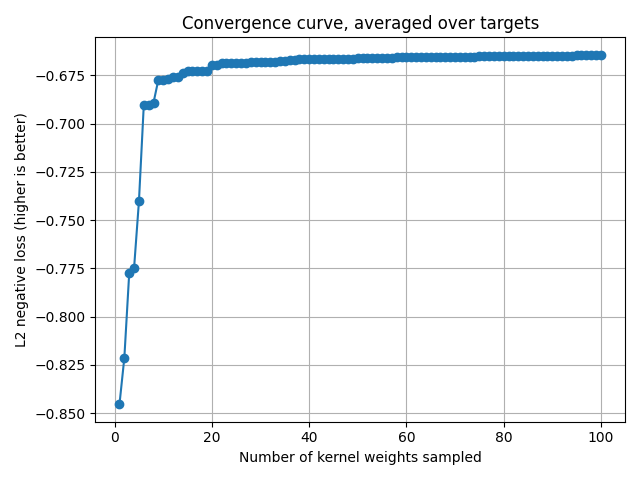 Convergence curve, averaged over targets
L2 negative loss (higher is better)
−0.675
−0.700
−0.725
−0.750
−0.775
−0.800
−0.825
−0.850
0 20 40 60 80 100
Number of kernel weights sampled